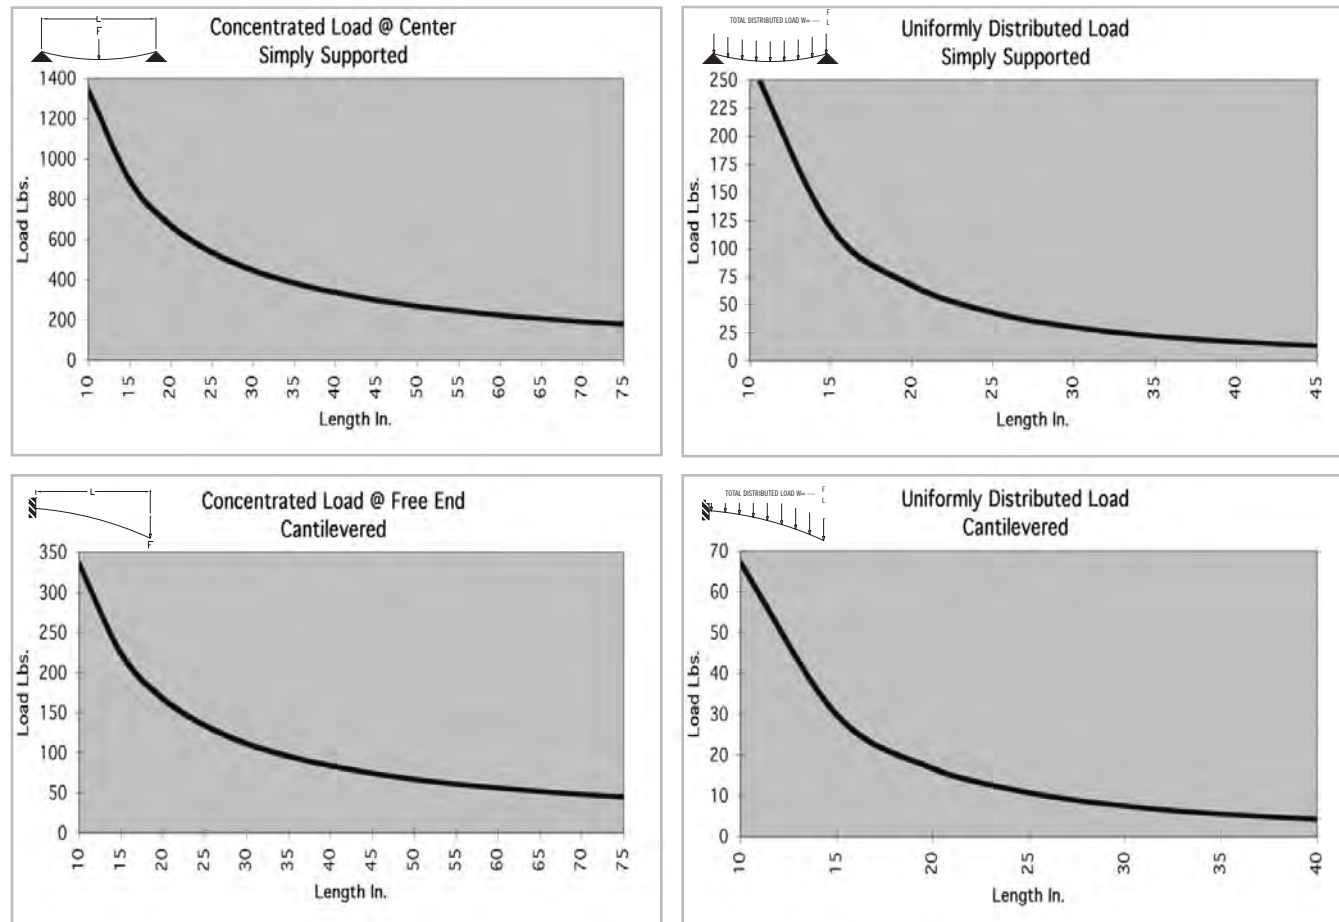 L
F
Concentrated Load @ Center
Simply Supported
Load Lbs.
1400
1200
1000
800
600
400
200
0
10 15 20 25 30 35 40 45 50 55 60 65 70 75
Length In.
TOTAL DISTRIBUTED LOAD W= ---- F
L
Uniformly Distributed Load
Simply Supported
Load Lbs.
250
225
200
175
150
125
100
75
50
25
0
10 15 20 25 30 35 40 45
Length In.
L
F
Concentrated Load @ Free End
Cantilevered
Load Lbs.
350
300
250
200
150
100
50
0
10 15 20 25 30 35 40 45 50 55 60 65 70 75
Length In.
TOTAL DISTRIBUTED LOAD W= ---- F
L
Uniformly Distributed Load
Cantilevered
Load Lbs.
70
60
50
40
30
20
10
0
10 15 20 25 30 35 40
Length In.